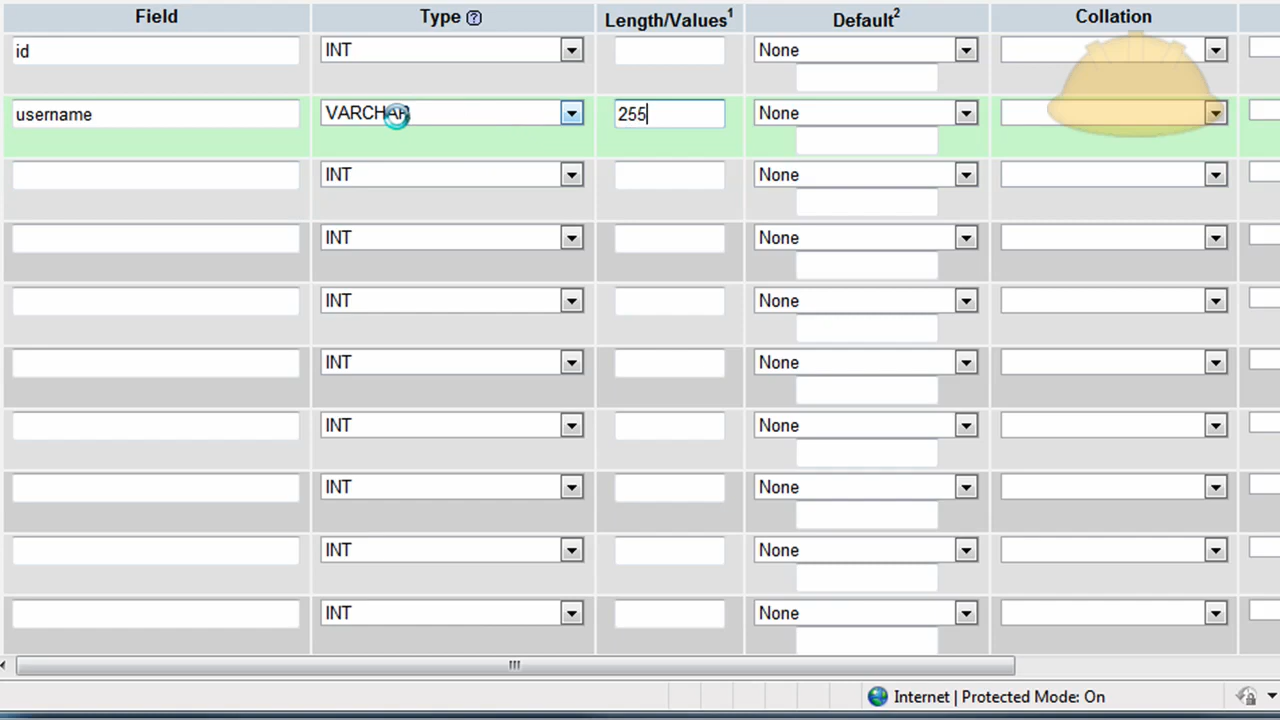 Field Type ? Length/Values1 Default2 Collation
id INT None
username VARCHAR 255 None
INT None
INT None
INT None
INT None
INT None
INT None
INT None
INT None
Internet | Protected Mode: On